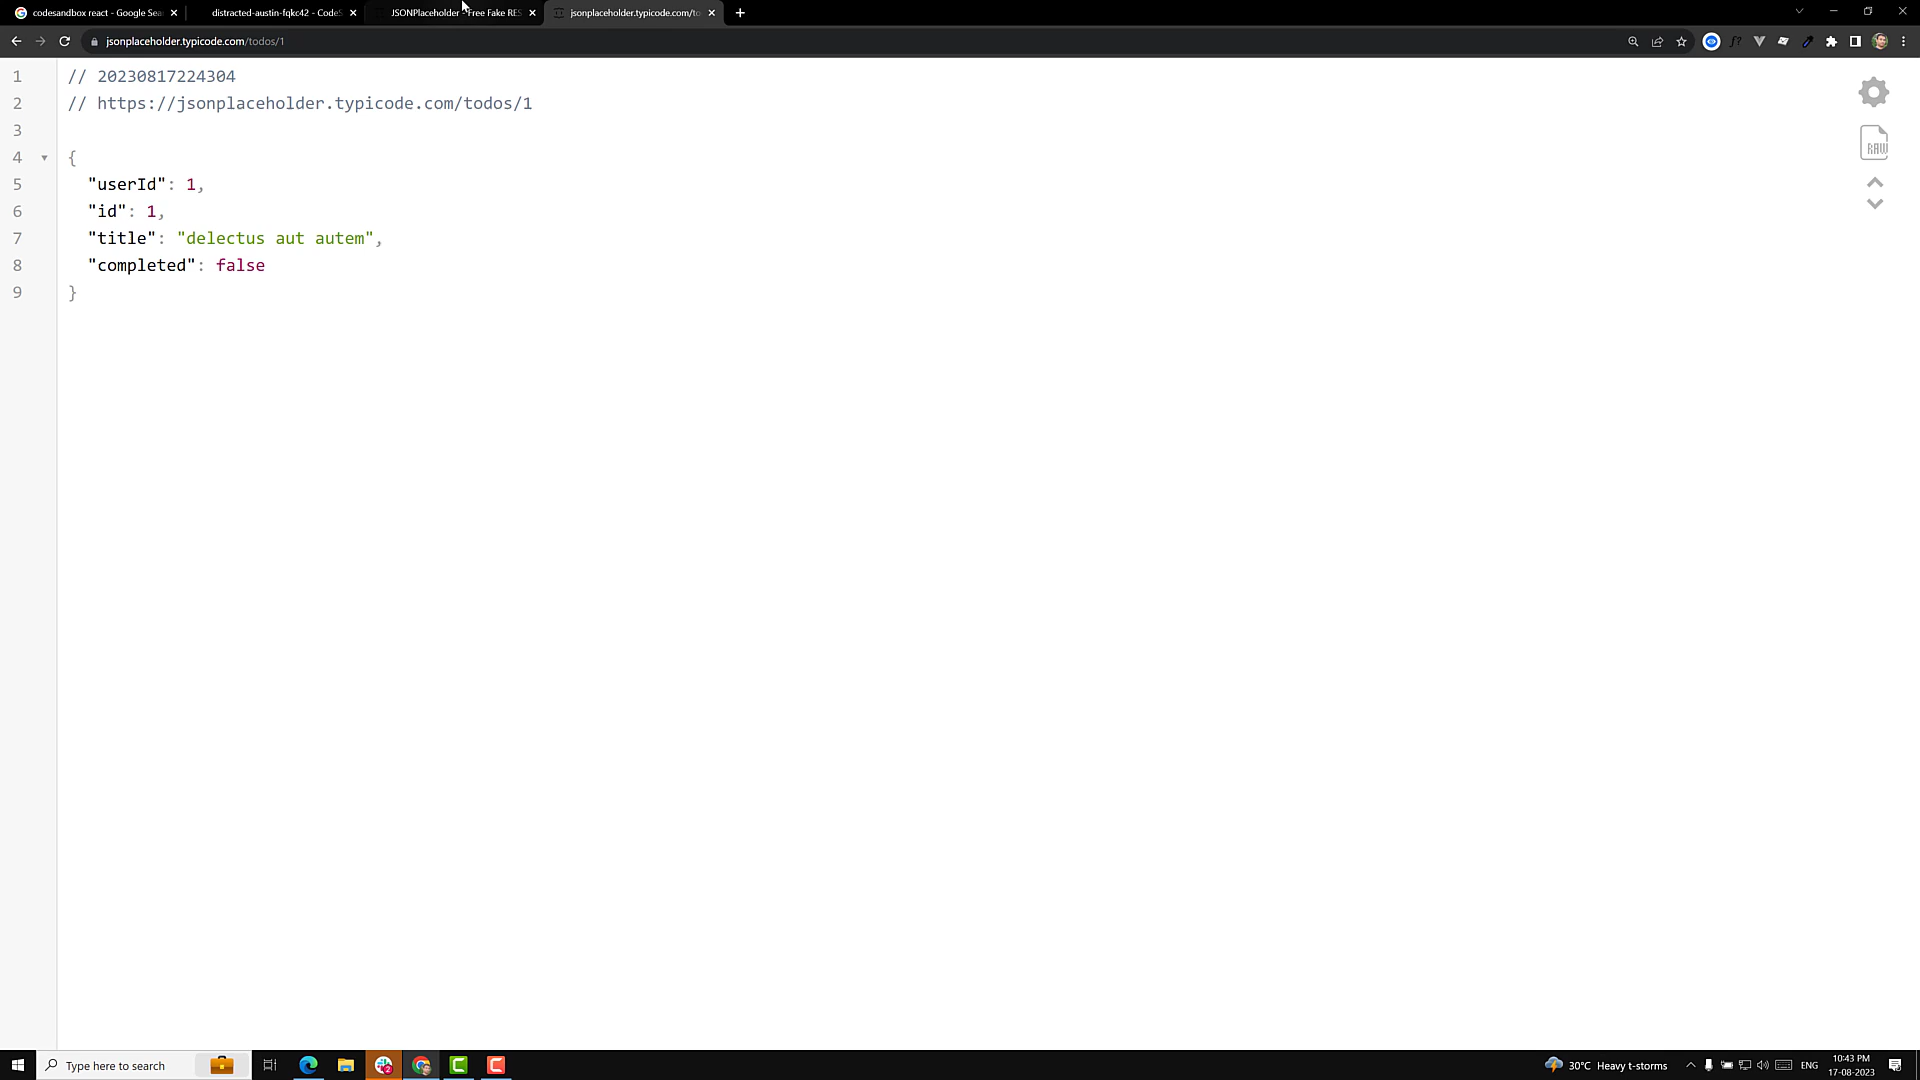 codesandbox react - Google Sea
distracted-austin-fqkc42 - CodeS
JSONPlaceholder - Free Fake RES
jsonplaceholder.typicode.com/to
jsonplaceholder.typicode.com/todos/1
f?
1 // 20230817224304
2 // https://jsonplaceholder.typicode.com/todos/1
3
4 {
5 "userId": 1,
6 "id": 1,
7 "title": "delectus aut autem",
8 "completed": false
9 }
RAW
Type here to search
2
30°C Heavy t-storms
ENG
10:43 PM
17-08-2023